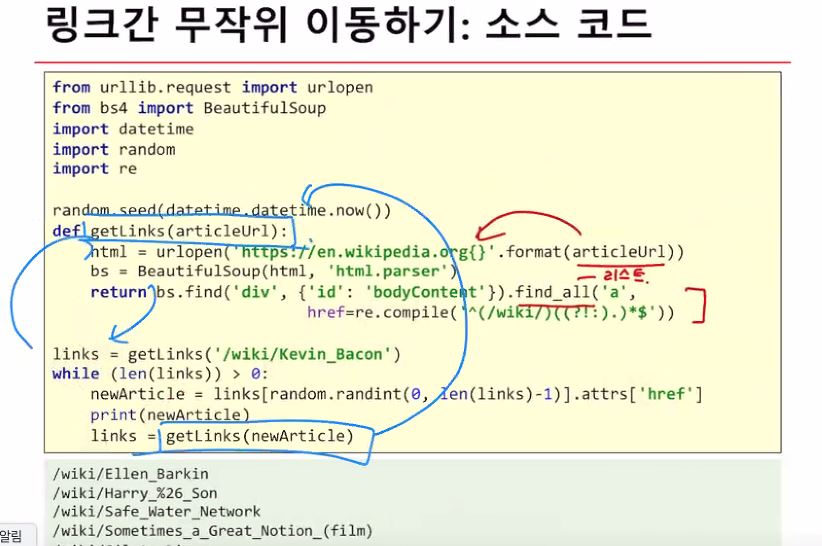 링크간 무작위 이동하기: 소스 코드
from urllib.request import urlopen
from bs4 import BeautifulSoup
import datetime
import random
import re
random.seed(datetime.datetime.now())
def getLinks(articleUrl):
html = urlopen('https://en.wikipedia.org{}'.format(articleUrl))
bs = BeautifulSoup(html, 'html.parser')
리스트
return bs.find('div', {'id': 'bodyContent'}).find_all('a',
href=re.compile('^(/wiki/)((?!:).)*$'))
links = getLinks('/wiki/Kevin_Bacon')
while (len(links)) > 0:
newArticle = links[random.randint(0, len(links)-1)].attrs['href']
print(newArticle)
links = getLinks(newArticle)
/wiki/Ellen_Barkin
/wiki/Harry_%26_Son
/wiki/Safe_Water_Network
/wiki/Sometimes_a_Great_Notion_(film)
알림